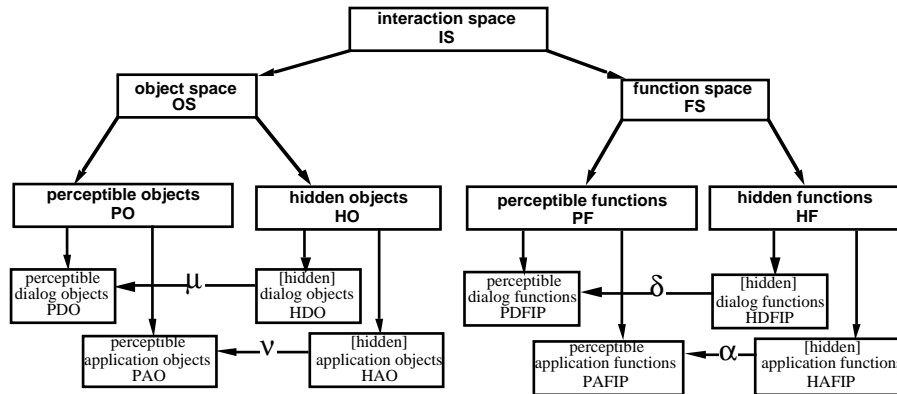 interaction space
IS
object space
OS
function space
FS
perceptible objects
PO
hidden objects
HO
perceptible functions
PF
hidden functions
HF
perceptible
dialog objects
PDO
μ
[hidden]
dialog objects
HDO
perceptible
dialog functions
PDFIP
δ
[hidden]
dialog functions
HDFIP
perceptible
application objects
PAO
ν
[hidden]
application objects
HAO
perceptible
application functions
PAFIP
α
[hidden]
application functions
HAFIP